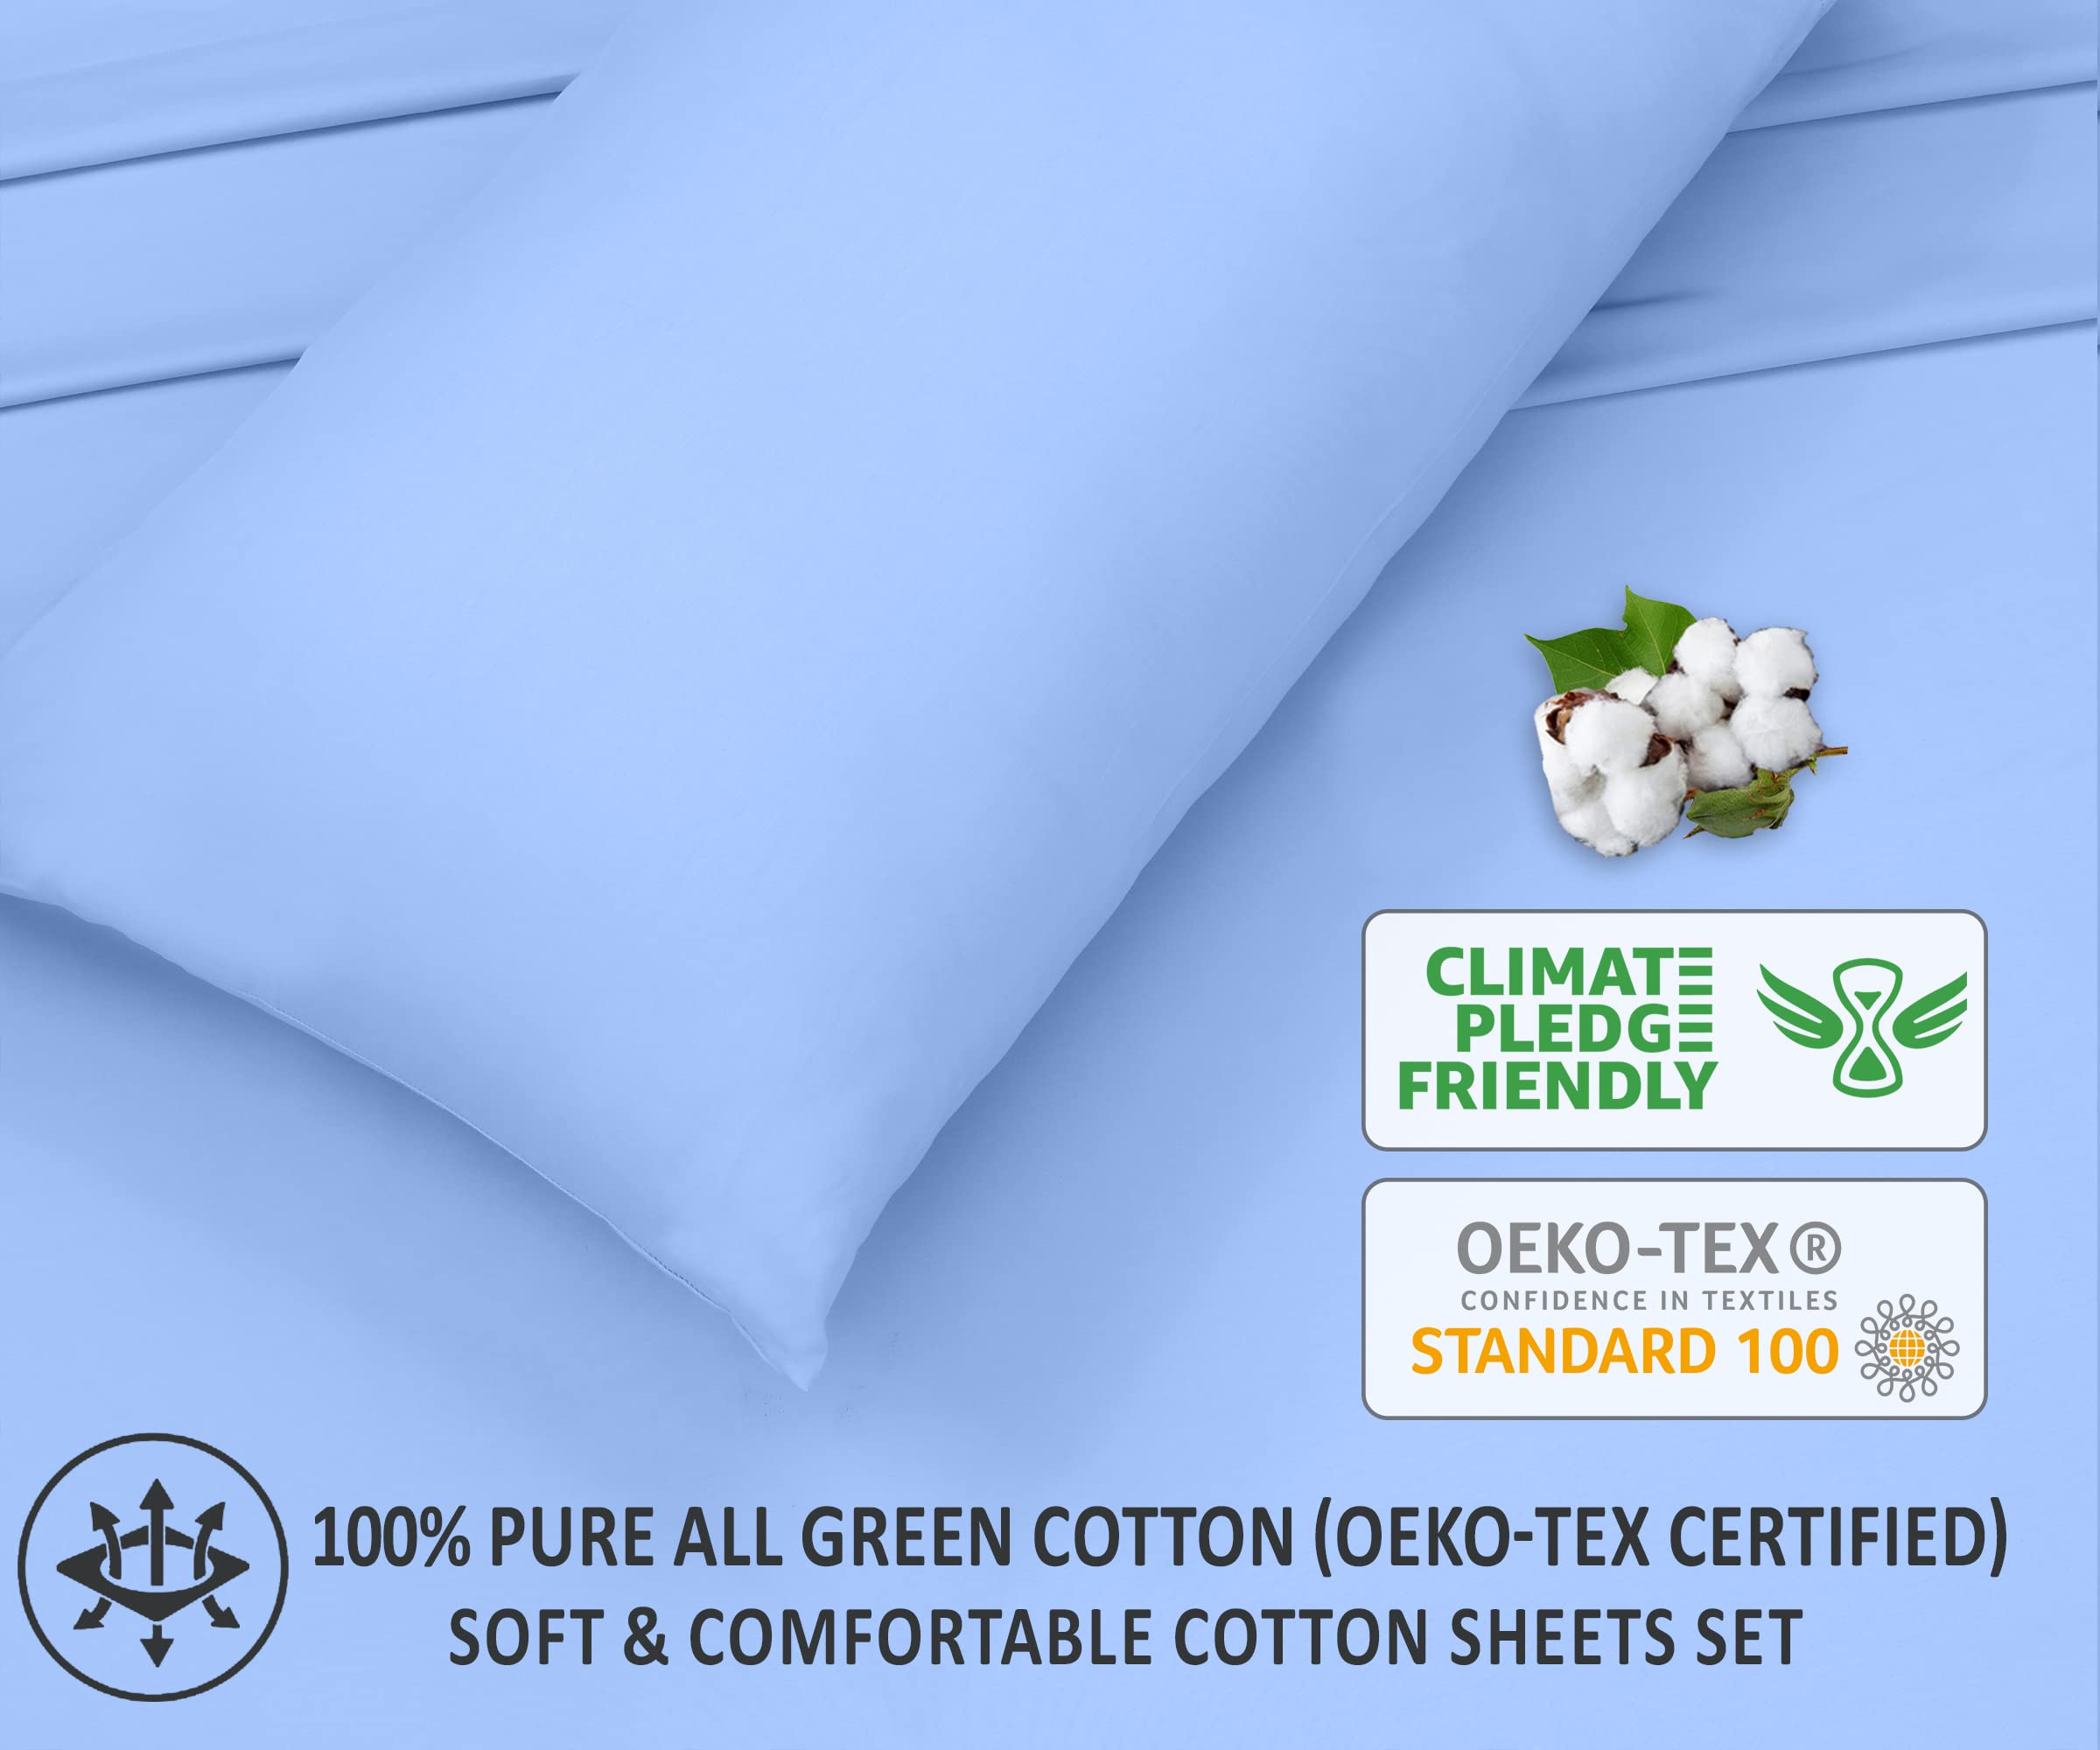 CLIMATE
PLEDGE
FRIENDLY
OEKO-TEX®
CONFIDENCE IN TEXTILES
STANDARD 100
100% PURE ALL GREEN COTTON (OEKO-TEX CERTIFIED)
SOFT & COMFORTABLE COTTON SHEETS SET